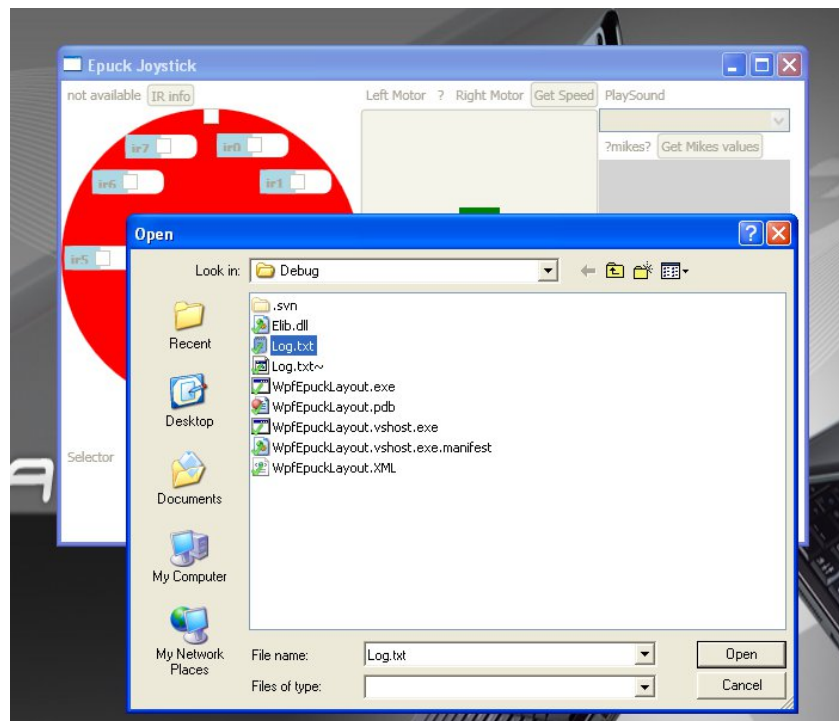 Epuck Joystick
not available IR info Left Motor ? Right Motor Get Speed PlaySound
?mikes? Get Mikes values
ir7 ir0
ir6 ir1
ir5
Selector
Open
Look in: Debug
.svn
Elib.dll
Log.txt
Log.txt~
WpfEpuckLayout.exe
WpfEpuckLayout.pdb
WpfEpuckLayout.vshost.exe
WpfEpuckLayout.vshost.exe.manifest
WpfEpuckLayout.XML
Recent
Desktop
Documents
My Computer
My Network
Places
File name: Log.txt Open
Files of type: Cancel